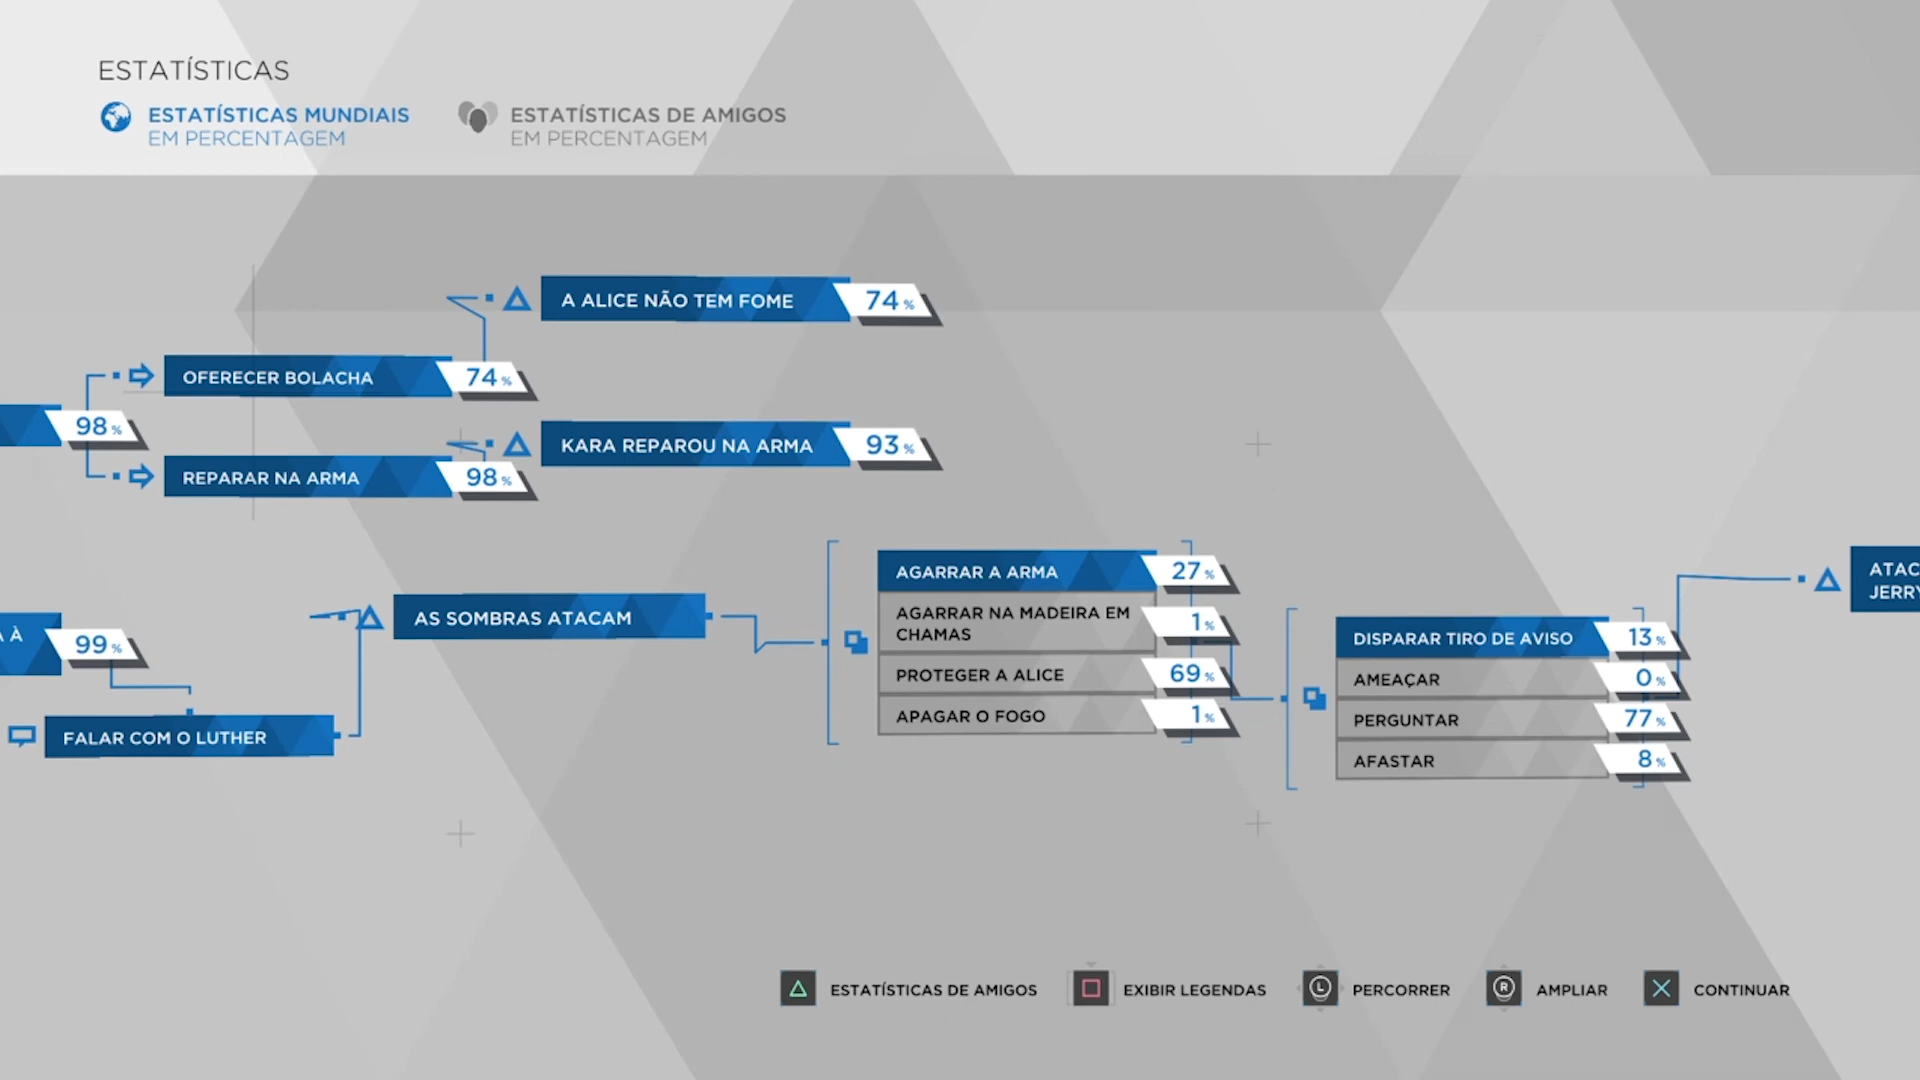 ESTATÍSTICAS
ESTATÍSTICAS MUNDIAIS
EM PERCENTAGEM
ESTATÍSTICAS DE AMIGOS
EM PERCENTAGEM
A ALICE NÃO TEM FOME 74%
OFERECER BOLACHA 74%
98%
KARA REPAROU NA ARMA 93%
REPARAR NA ARMA 98%
AGARRAR A ARMA 27%
AGARRAR NA MADEIRA EM
CHAMAS 1%
PROTEGER A ALICE 69%
APAGAR O FOGO 1%
AS SOMBRAS ATACAM
À
99%
FALAR COM O LUTHER
DISPARAR TIRO DE AVISO 13%
AMEAÇAR 0%
PERGUNTAR 77%
AFASTAR 8%
ATAC
JERRY
ESTATÍSTICAS DE AMIGOS
EXIBIR LEGENDAS
L PERCORRER
R AMPLIAR
CONTINUAR